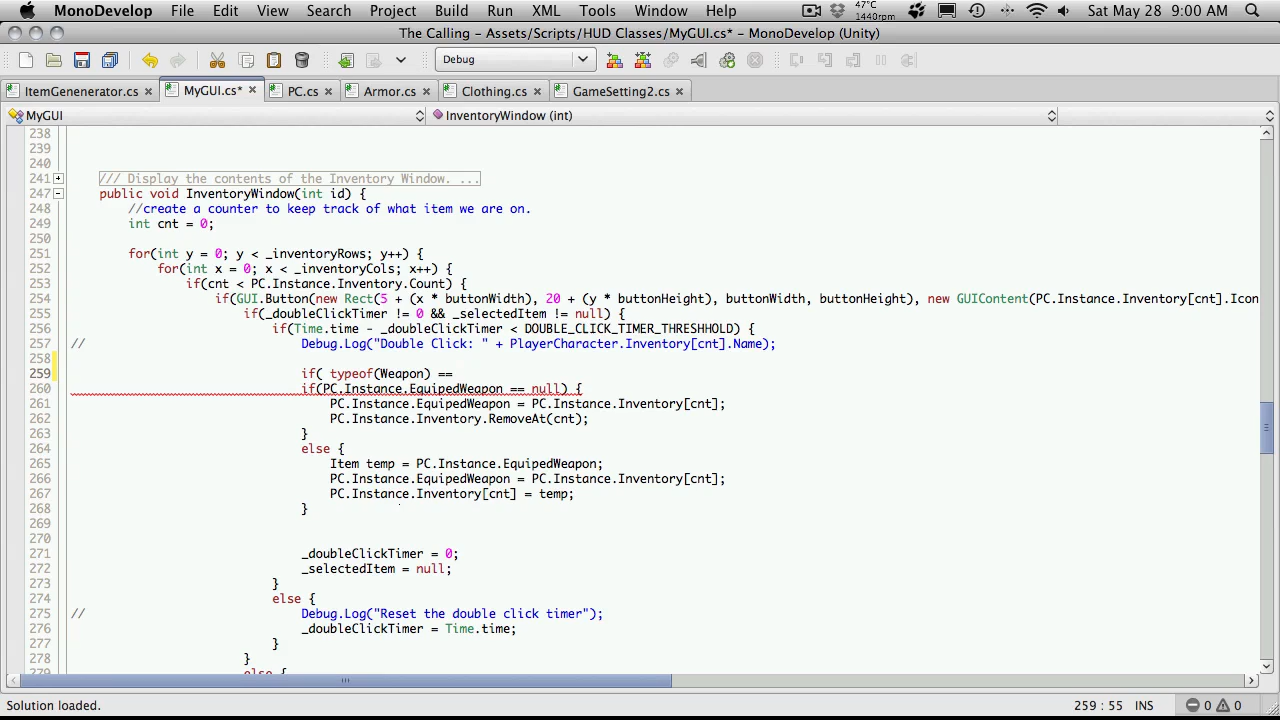 MonoDevelop File Edit View Search Project Build Run XML Tools Window Help 47°C 1440rpm Sat May 28 9:00 AM
The Calling – Assets/Scripts/HUD Classes/MyGUI.cs* – MonoDevelop (Unity)
Debug
ItemGenenerator.cs MyGUI.cs* PC.cs Armor.cs Clothing.cs GameSetting2.cs
MyGUI InventoryWindow (int)
238
239
240
241 /// Display the contents of the Inventory Window. ...
247 public void InventoryWindow(int id) {
248 //create a counter to keep track of what item we are on.
249 int cnt = 0;
250
251 for(int y = 0; y < _inventoryRows; y++) {
252 for(int x = 0; x < _inventoryCols; x++) {
253 if(cnt < PC.Instance.Inventory.Count) {
254 if(GUI.Button(new Rect(5 + (x * buttonWidth), 20 + (y * buttonHeight), buttonWidth, buttonHeight), new GUIContent(PC.Instance.Inventory[cnt].Icon
255 if(_doubleClickTimer != 0 && _selectedItem != null) {
256 if(Time.time - _doubleClickTimer < DOUBLE_CLICK_TIMER_THRESHHOLD) {
257 // Debug.Log("Double Click: " + PlayerCharacter.Inventory[cnt].Name);
258
259 if( typeof(Weapon) ==
260 if(PC.Instance.EquipedWeapon == null) {
261 PC.Instance.EquipedWeapon = PC.Instance.Inventory[cnt];
262 PC.Instance.Inventory.RemoveAt(cnt);
263 }
264 else {
265 Item temp = PC.Instance.EquipedWeapon;
266 PC.Instance.EquipedWeapon = PC.Instance.Inventory[cnt];
267 PC.Instance.Inventory[cnt] = temp;
268 }
269
270
271 _doubleClickTimer = 0;
272 _selectedItem = null;
273 }
274 else {
275 // Debug.Log("Reset the double click timer");
276 _doubleClickTimer = Time.time;
277 }
278 }
279 else {
Solution loaded. 259 : 55 INS 0 0